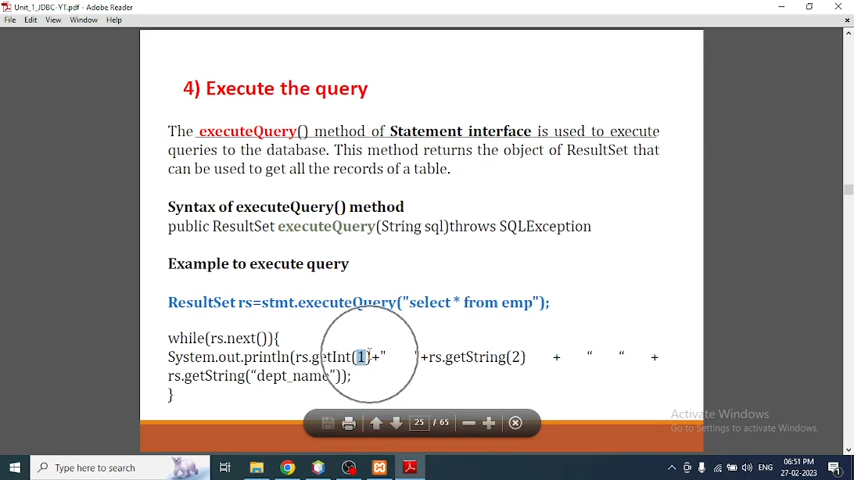 Unit_1_JDBC-YT.pdf - Adobe Reader
File Edit View Window Help
4) Execute the query
The executeQuery() method of Statement interface is used to execute
queries to the database. This method returns the object of ResultSet that
can be used to get all the records of a table.
Syntax of executeQuery() method
public ResultSet executeQuery(String sql)throws SQLException
Example to execute query
ResultSet rs=stmt.executeQuery("select * from emp");
while(rs.next()){
System.out.println(rs.getInt(1)+" "+rs.getString(2) + “ “ +
rs.getString(“dept_name”));
}
25 / 65
Activate Windows
Go to Settings to activate Windows.
Type here to search
ENG
06:51 PM
27-02-2023